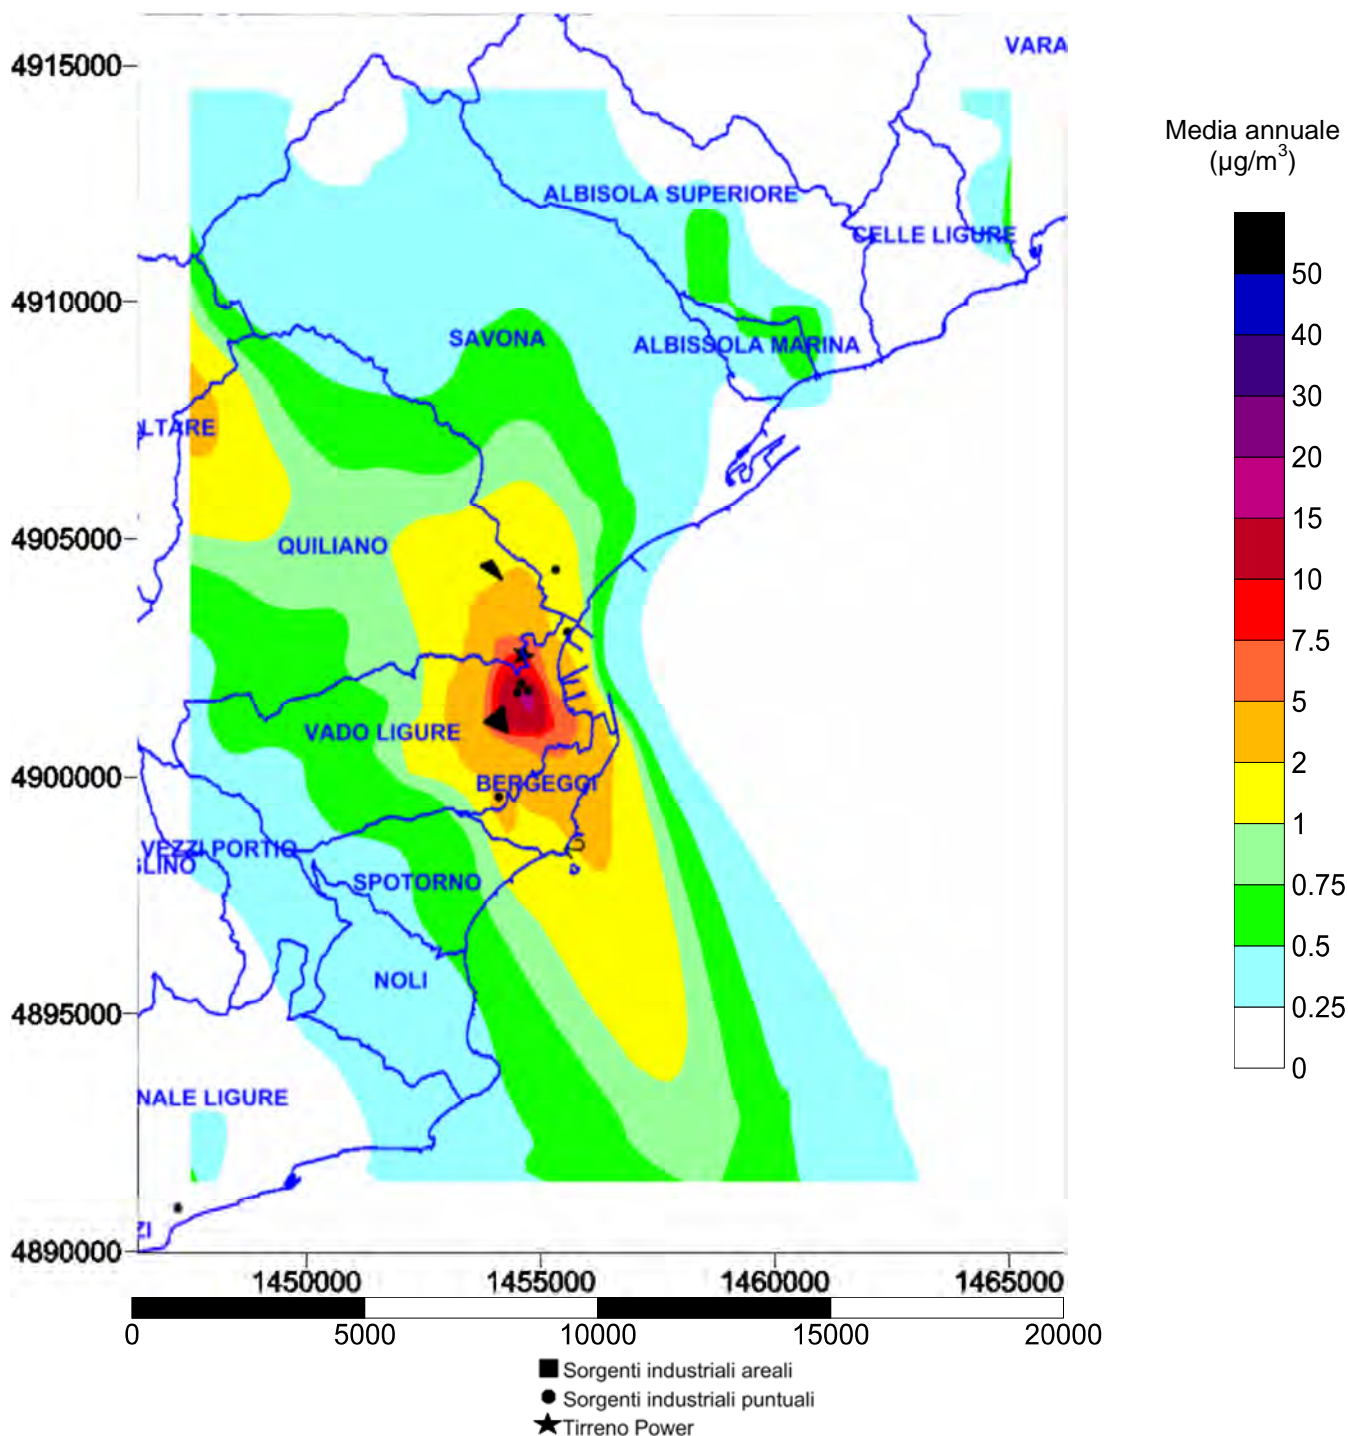 4915000
4910000
4905000
4900000
4895000
4890000
VARA
ALBISOLA SUPERIORE
CELLE LIGURE
SAVONA
ALBISSOLA MARINA
LTARE
QUILIANO
VADO LIGURE
BERGEGGI
VEZZI PORTIO
GLINO
SPOTORNO
NOLI
NALE LIGURE
ZI
1450000 1455000 1460000 1465000
0 5000 10000 15000 20000
Sorgenti industriali areali
Sorgenti industriali puntuali
Tirreno Power
Media annuale
(µg/m³)
50
40
30
20
15
10
7.5
5
2
1
0.75
0.5
0.25
0